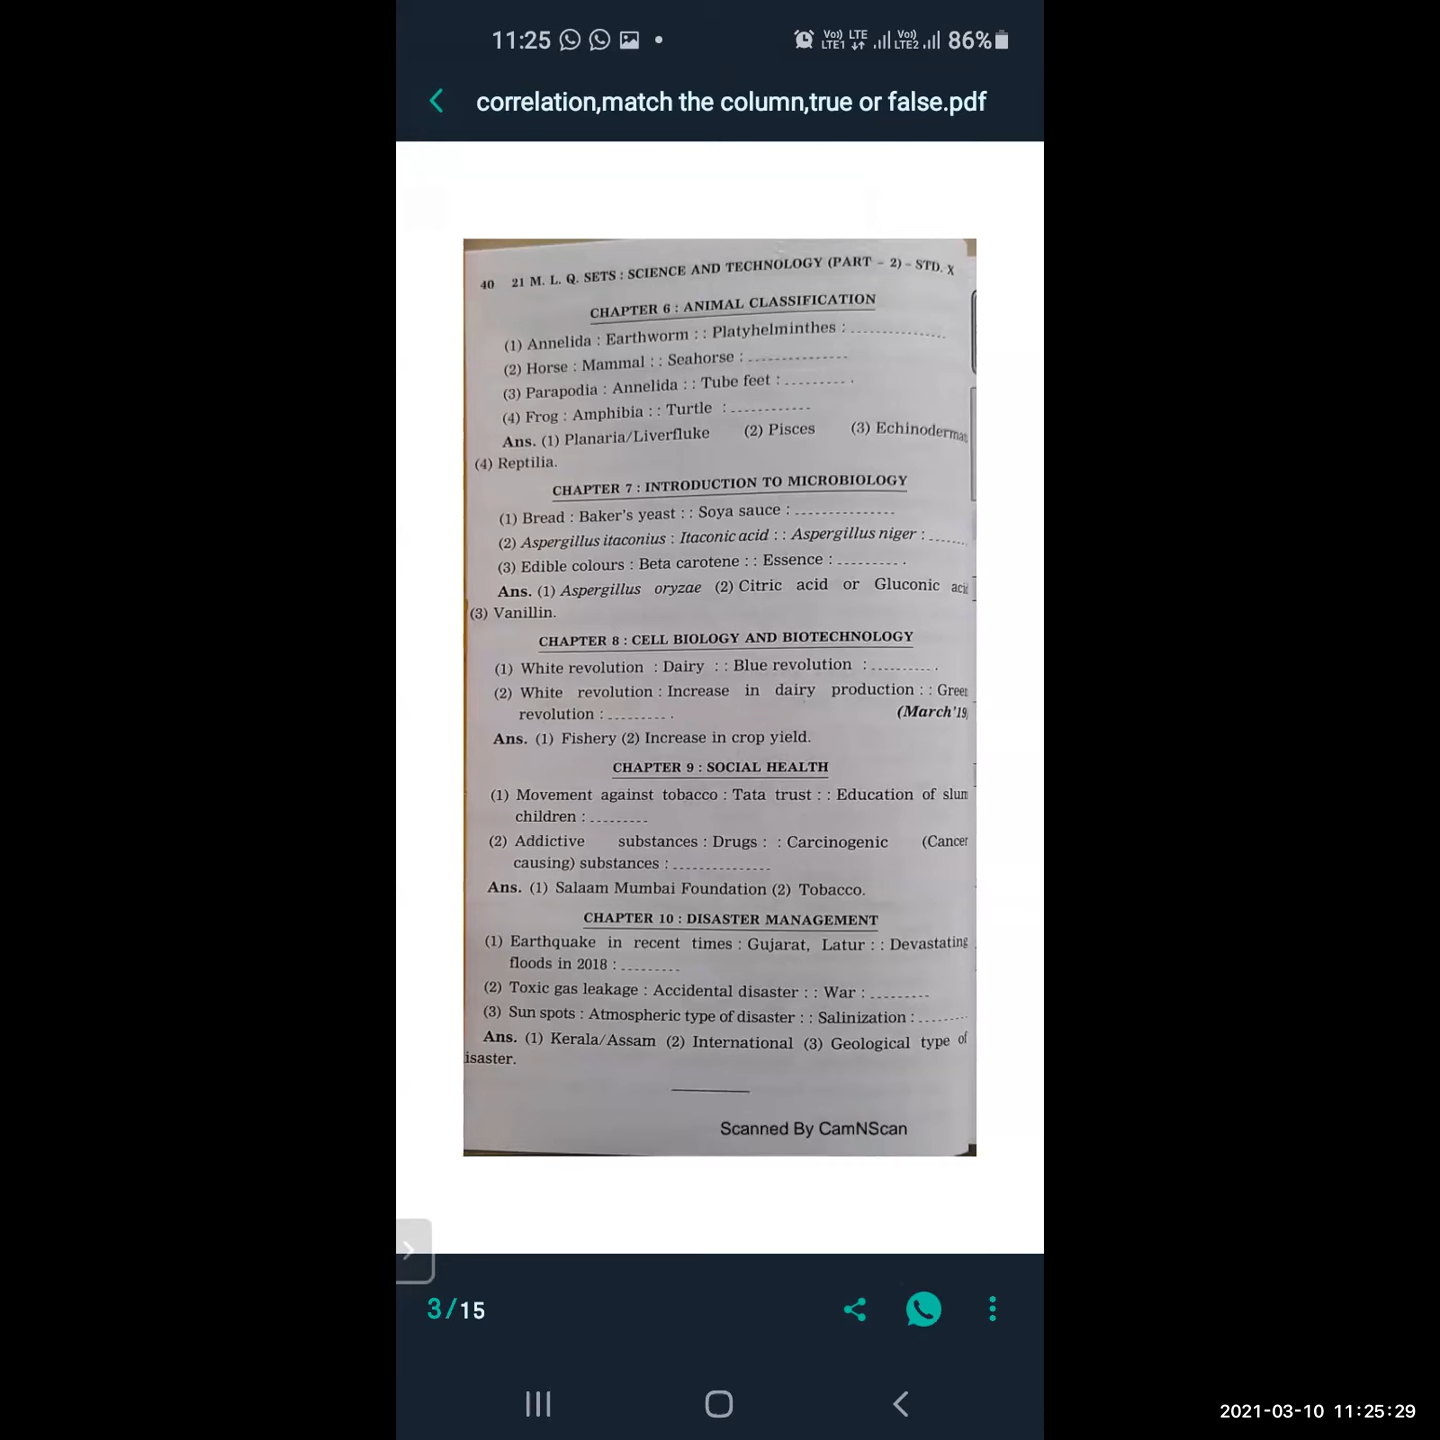 11:25 • Vo)) LTE LTE1 Vo)) LTE2 86%
correlation,match the column,true or false.pdf
40 21 M. L. Q. SETS : SCIENCE AND TECHNOLOGY (PART – 2) – STD. X
CHAPTER 6 : ANIMAL CLASSIFICATION
(1) Annelida : Earthworm : : Platyhelminthes : ...............
(2) Horse : Mammal : : Seahorse : ...............
(3) Parapodia : Annelida : : Tube feet : ......... .
(4) Frog : Amphibia : : Turtle : ............
Ans. (1) Planaria/Liverfluke (2) Pisces (3) Echinodermat
(4) Reptilia.
CHAPTER 7 : INTRODUCTION TO MICROBIOLOGY
(1) Bread : Baker's yeast : : Soya sauce : ...............
(2) Aspergillus itaconius : Itaconic acid : : Aspergillus niger : ......
(3) Edible colours : Beta carotene : : Essence : ......... .
Ans. (1) Aspergillus oryzae (2) Citric acid or Gluconic aci
(3) Vanillin.
CHAPTER 8 : CELL BIOLOGY AND BIOTECHNOLOGY
(1) White revolution : Dairy : : Blue revolution : ......... .
(2) White revolution : Increase in dairy production : : Green
revolution : ......... . (March'19
Ans. (1) Fishery (2) Increase in crop yield.
CHAPTER 9 : SOCIAL HEALTH
(1) Movement against tobacco : Tata trust : : Education of slum
children : .........
(2) Addictive substances : Drugs : : Carcinogenic (Cancer
causing) substances : ...............
Ans. (1) Salaam Mumbai Foundation (2) Tobacco.
CHAPTER 10 : DISASTER MANAGEMENT
(1) Earthquake in recent times : Gujarat, Latur : : Devastating
floods in 2018 : .........
(2) Toxic gas leakage : Accidental disaster : : War : .........
(3) Sun spots : Atmospheric type of disaster : : Salinization : ........
Ans. (1) Kerala/Assam (2) International (3) Geological type of
isaster.
Scanned By CamNScan
3/15
2021-03-10 11:25:29